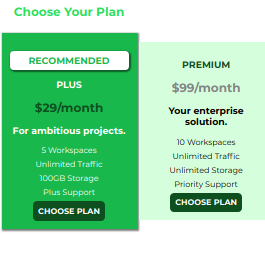 Choose Your Plan
RECOMMENDED
PLUS
$29/month
For ambitious projects.
5 Workspaces
Unlimited Traffic
100GB Storage
Plus Support
CHOOSE PLAN
PREMIUM
$99/month
Your enterprise
solution.
10 Workspaces
Unlimited Traffic
Unlimited Storage
Priority Support
CHOOSE PLAN